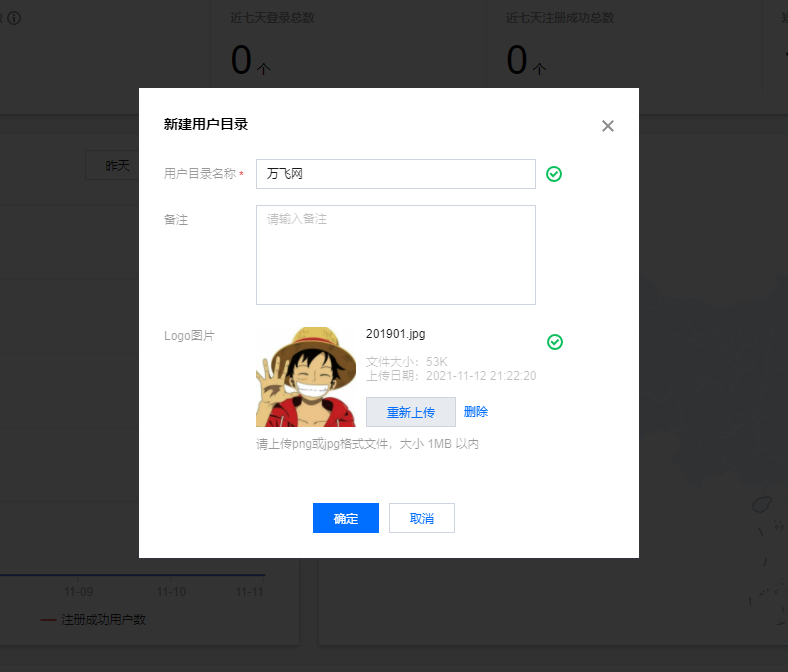 近七天登录总数
近七天注册成功总数
0 个
0 个
新建用户目录
昨天
用户目录名称 *
万飞网
备注
请输入备注
Logo图片
201901.jpg
文件大小：53K
上传日期：2021-11-12 21:22:20
重新上传
删除
请上传png或jpg格式文件，大小 1MB 以内
确定
取消
11-09
11-10
11-11
注册成功用户数